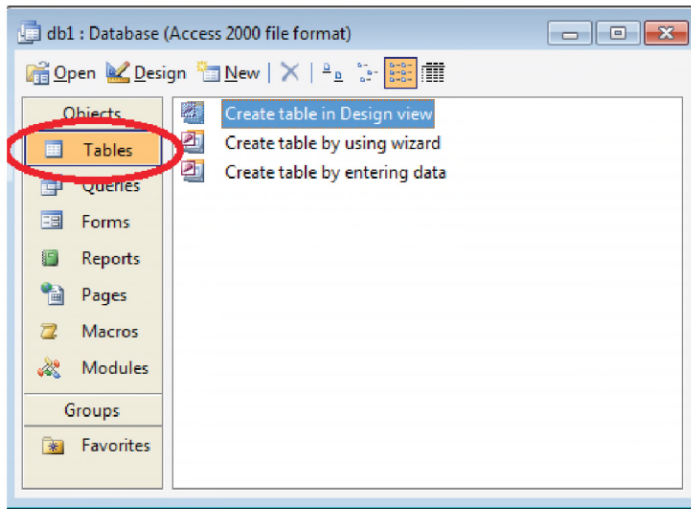 db1 : Database (Access 2000 file format)
Open Design New
Objects
Tables
Queries
Forms
Reports
Pages
Macros
Modules
Groups
Favorites
Create table in Design view
Create table by using wizard
Create table by entering data